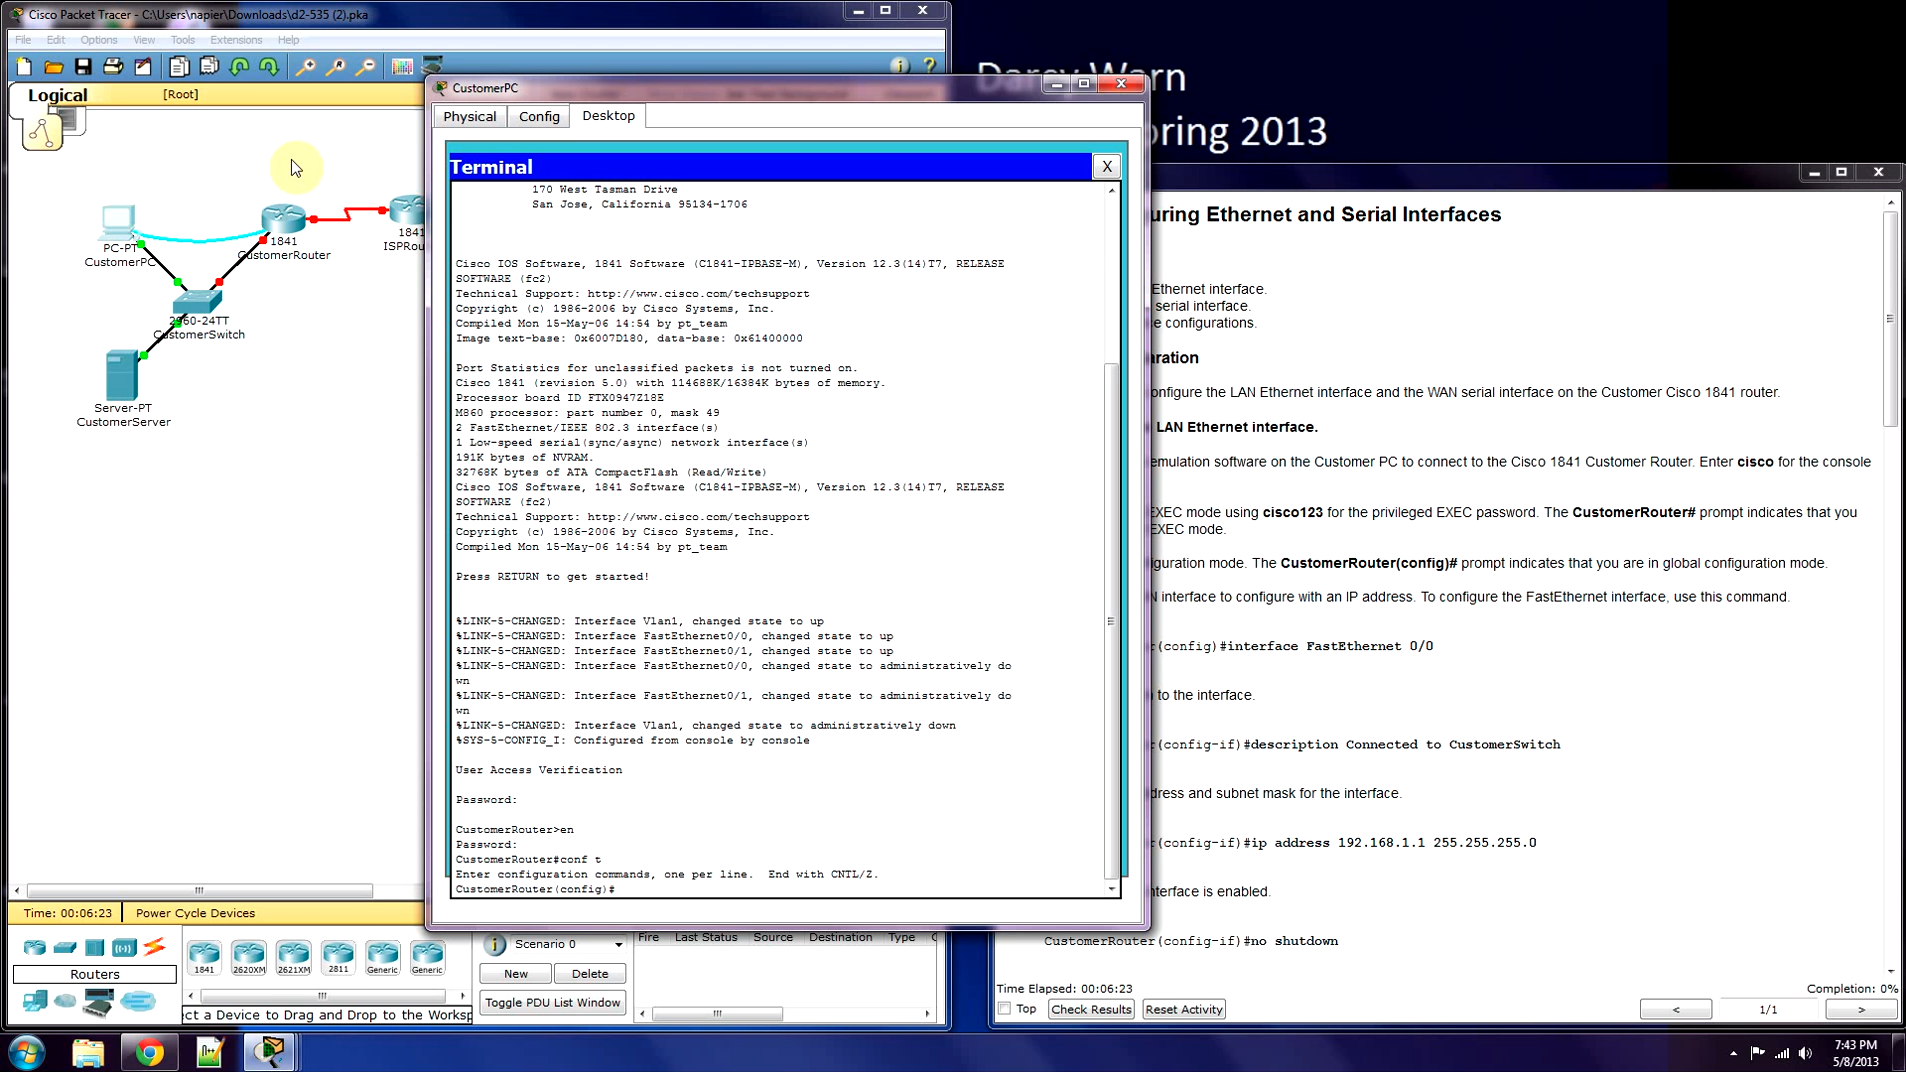 Cisco Packet Tracer - C:\Users\napier\Downloads\d2-535 (2).pka
File Edit Options View Tools Extensions Help
Logical
[Root]
PC-PT
CustomerPC
1841
CustomerRouter
1841
ISPRou
2960-24TT
CustomerSwitch
Server-PT
CustomerServer
Time: 00:06:23
Power Cycle Devices
Routers
1841 2620XM 2621XM 2811 Generic Generic
ect a Device to Drag and Drop to the Worksp
Scenario 0
New Delete
Toggle PDU List Window
Fire Last Status Source Destination Type
CustomerPC
Physical Config Desktop
Terminal
X
170 West Tasman Drive
San Jose, California 95134-1706
Cisco IOS Software, 1841 Software (C1841-IPBASE-M), Version 12.3(14)T7, RELEASE
SOFTWARE (fc2)
Technical Support: http://www.cisco.com/techsupport
Copyright (c) 1986-2006 by Cisco Systems, Inc.
Compiled Mon 15-May-06 14:54 by pt_team
Image text-base: 0x6007D180, data-base: 0x61400000
Port Statistics for unclassified packets is not turned on.
Cisco 1841 (revision 5.0) with 114688K/16384K bytes of memory.
Processor board ID FTX0947Z18E
M860 processor: part number 0, mask 49
2 FastEthernet/IEEE 802.3 interface(s)
1 Low-speed serial(sync/async) network interface(s)
191K bytes of NVRAM.
32768K bytes of ATA CompactFlash (Read/Write)
Cisco IOS Software, 1841 Software (C1841-IPBASE-M), Version 12.3(14)T7, RELEASE
SOFTWARE (fc2)
Technical Support: http://www.cisco.com/techsupport
Copyright (c) 1986-2006 by Cisco Systems, Inc.
Compiled Mon 15-May-06 14:54 by pt_team
Press RETURN to get started!
%LINK-5-CHANGED: Interface Vlan1, changed state to up
%LINK-5-CHANGED: Interface FastEthernet0/0, changed state to up
%LINK-5-CHANGED: Interface FastEthernet0/1, changed state to up
%LINK-5-CHANGED: Interface FastEthernet0/0, changed state to administratively do
wn
%LINK-5-CHANGED: Interface FastEthernet0/1, changed state to administratively do
wn
%LINK-5-CHANGED: Interface Vlan1, changed state to administratively down
%SYS-5-CONFIG_I: Configured from console by console
User Access Verification
Password:
CustomerRouter>en
Password:
CustomerRouter#conf t
Enter configuration commands, one per line.  End with CNTL/Z.
CustomerRouter(config)#
rn
oring 2013
uring Ethernet and Serial Interfaces
Ethernet interface.
serial interface.
e configurations.
aration
onfigure the LAN Ethernet interface and the WAN serial interface on the Customer Cisco 1841 router.
LAN Ethernet interface.
emulation software on the Customer PC to connect to the Cisco 1841 Customer Router. Enter cisco for the console
EXEC mode using cisco123 for the privileged EXEC password. The CustomerRouter# prompt indicates that you
EXEC mode.
iguration mode. The CustomerRouter(config)# prompt indicates that you are in global configuration mode.
N interface to configure with an IP address. To configure the FastEthernet interface, use this command.
r(config)#interface FastEthernet 0/0
to the interface.
r(config-if)#description Connected to CustomerSwitch
dress and subnet mask for the interface.
r(config-if)#ip address 192.168.1.1 255.255.255.0
nterface is enabled.
CustomerRouter(config-if)#no shutdown
Time Elapsed: 00:06:23
Completion: 0%
Top Check Results Reset Activity
< 1/1 >
7:43 PM
5/8/2013